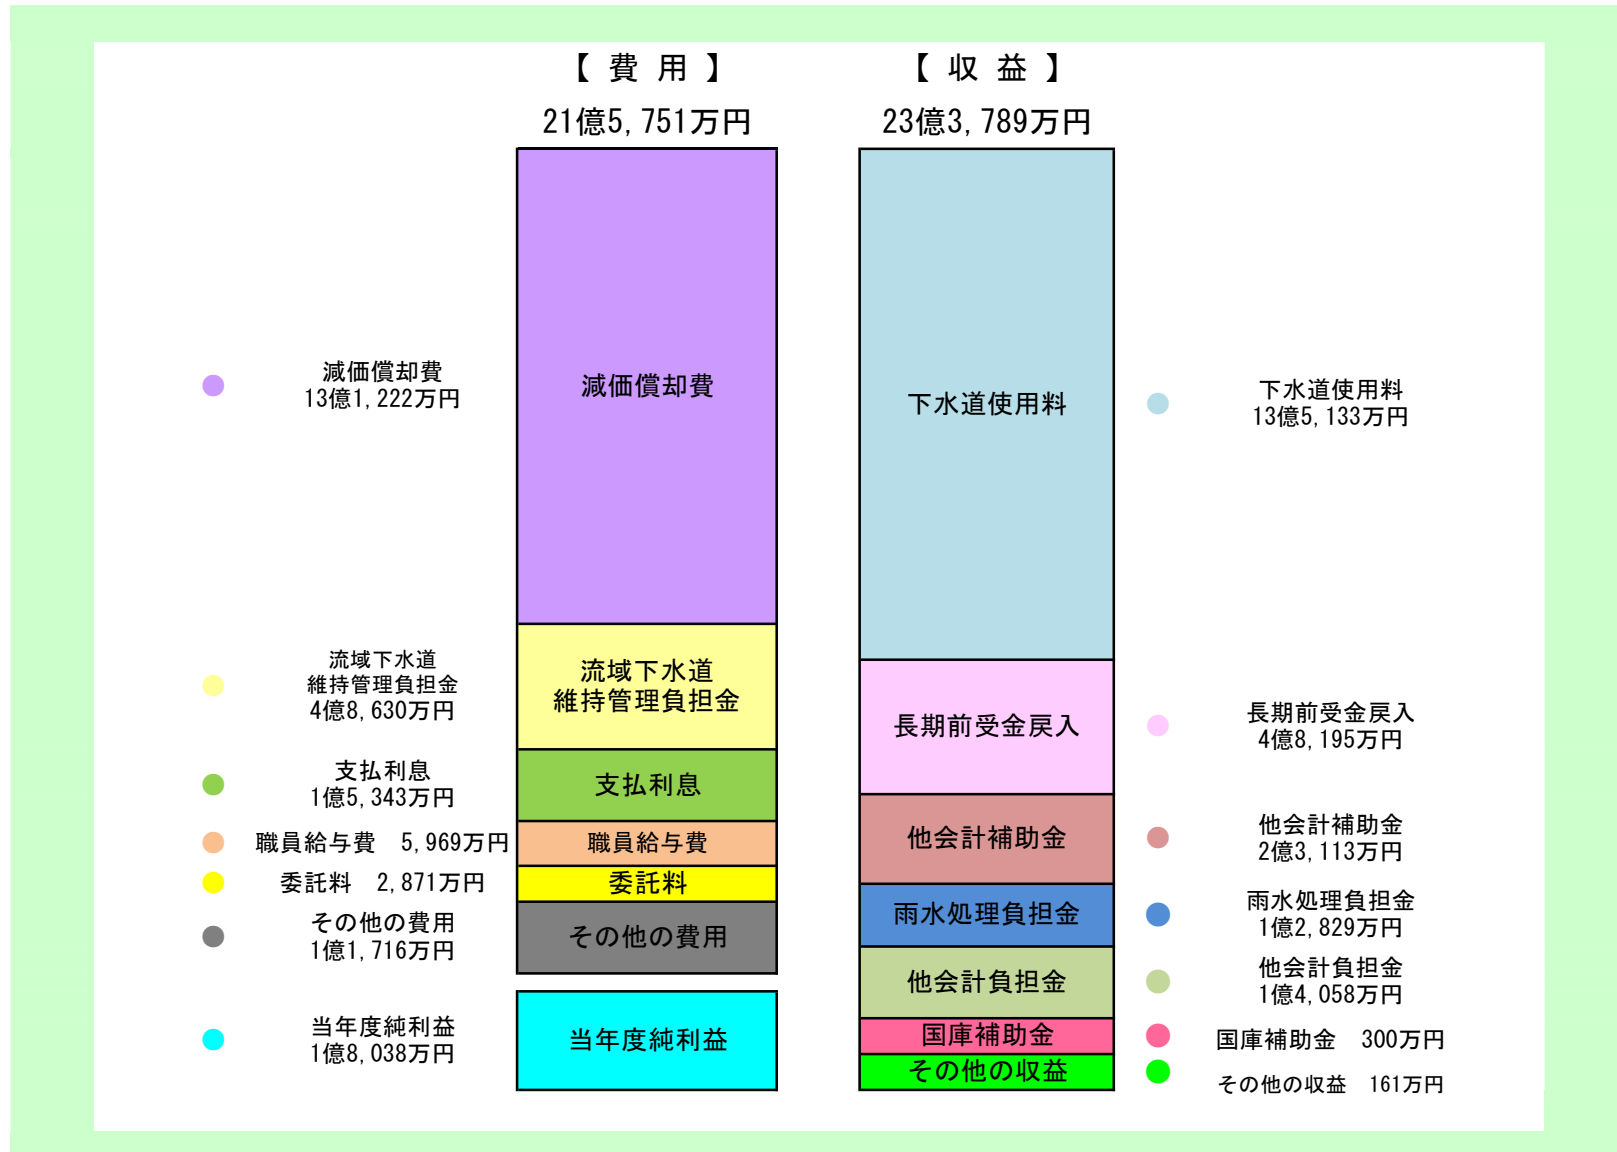 【 費 用 】
21億5,751万円
【 収 益 】
23億3,789万円
減価償却費
13億1,222万円
流域下水道
維持管理負担金
4億8,630万円
支払利息
1億5,343万円
職員給与費　5,969万円
委託料　2,871万円
その他の費用
1億1,716万円
当年度純利益
1億8,038万円
減価償却費
流域下水道
維持管理負担金
支払利息
職員給与費
委託料
その他の費用
当年度純利益
下水道使用料
長期前受金戻入
他会計補助金
雨水処理負担金
他会計負担金
国庫補助金
その他の収益
下水道使用料
13億5,133万円
長期前受金戻入
4億8,195万円
他会計補助金
2億3,113万円
雨水処理負担金
1億2,829万円
他会計負担金
1億4,058万円
国庫補助金　300万円
その他の収益　161万円